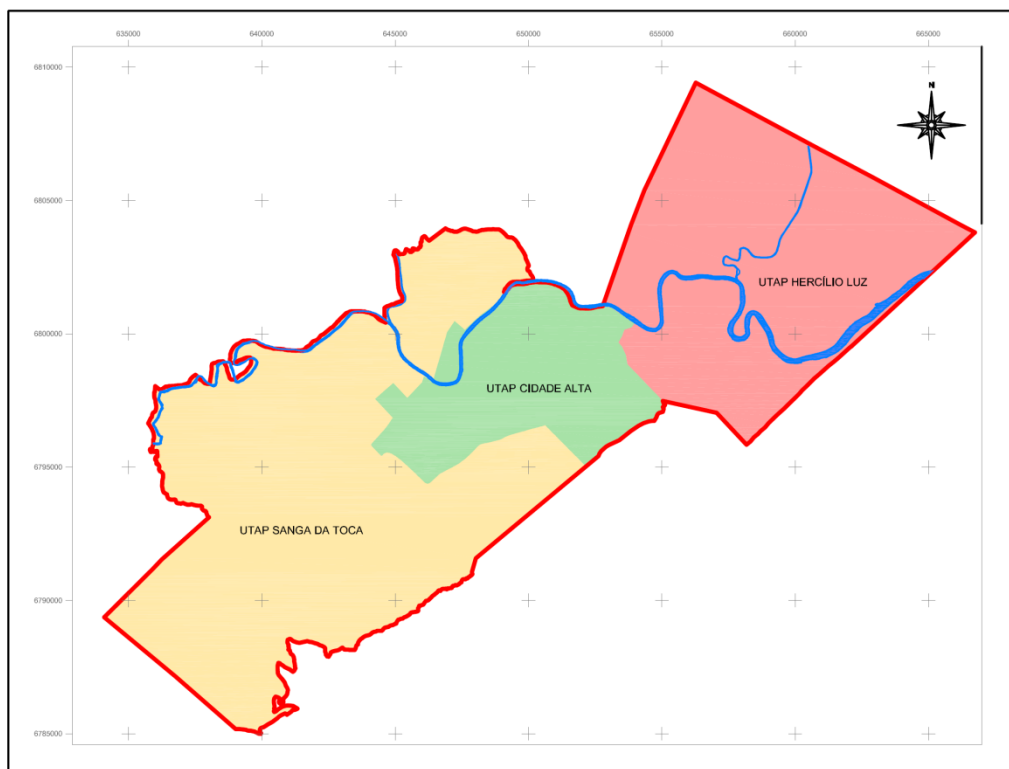 635000 640000 645000 650000 655000 660000 665000
6810000
N
6805000
UTAP HERCÍLIO LUZ
6800000
UTAP CIDADE ALTA
6795000
UTAP SANGA DA TOCA
6790000
6785000